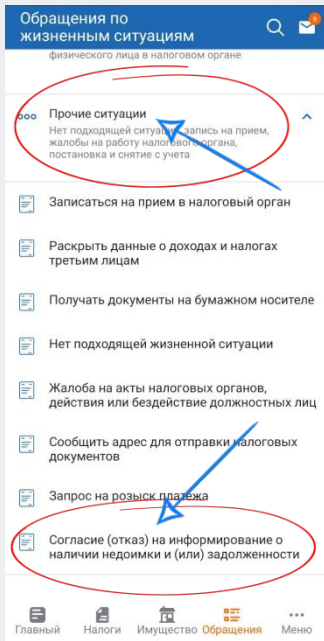 Обращения по
жизненным ситуациям
физического лица в налоговом органе
Прочие ситуации
Нет подходящей ситуации, запись на прием,
жалобы на работу налогового органа,
постановка и снятие с учета
Записаться на прием в налоговый орган
Раскрыть данные о доходах и налогах
третьим лицам
Получать документы на бумажном носителе
Нет подходящей жизненной ситуации
Жалоба на акты налоговых органов,
действия или бездействие должностных лиц
Сообщить адрес для отправки налоговых
документов
Запрос на розыск платежа
Согласие (отказ) на информирование о
наличии недоимки и (или) задолженности
Главный Налоги Имущество Обращения Меню